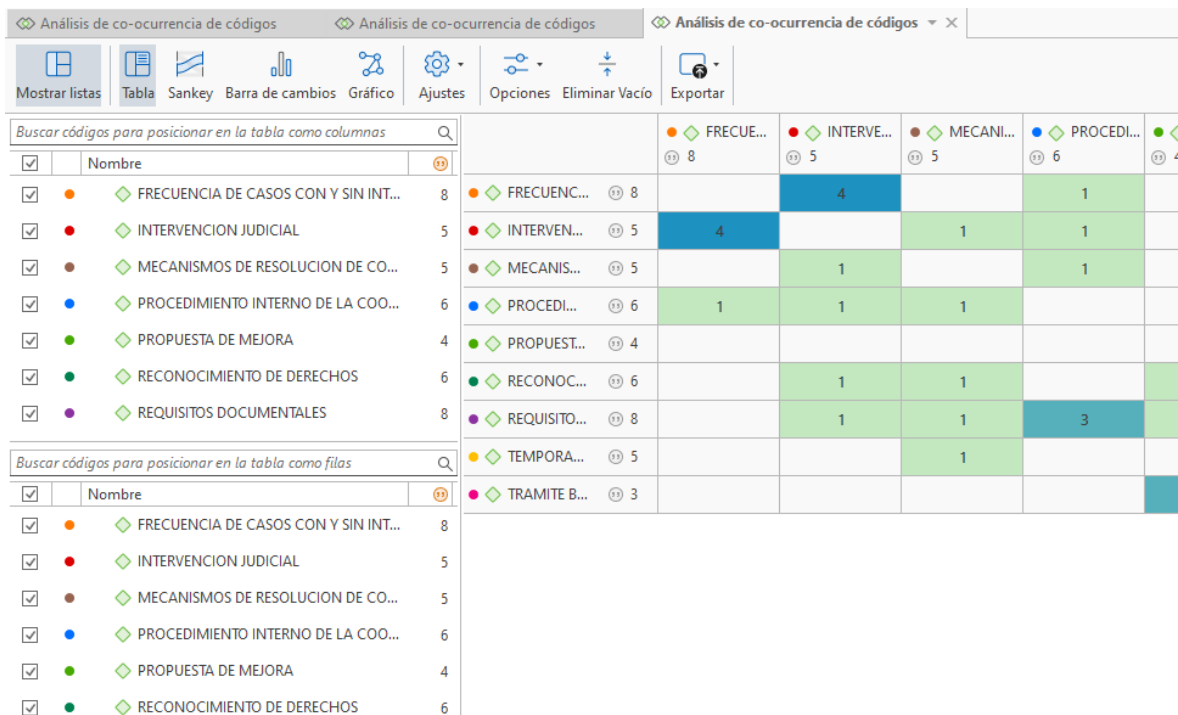 Análisis de co-ocurrencia de códigos Análisis de co-ocurrencia de códigos Análisis de co-ocurrencia de códigos
Mostrar listas Tabla Sankey Barra de cambios Gráfico Ajustes Opciones Eliminar Vacío Exportar
Buscar códigos para posicionar en la tabla como columnas
Nombre
FRECUENCIA DE CASOS CON Y SIN INT... 8
INTERVENCION JUDICIAL 5
MECANISMOS DE RESOLUCION DE CO... 5
PROCEDIMIENTO INTERNO DE LA COO... 6
PROPUESTA DE MEJORA 4
RECONOCIMIENTO DE DERECHOS 6
REQUISITOS DOCUMENTALES 8
Buscar códigos para posicionar en la tabla como filas
Nombre
FRECUENCIA DE CASOS CON Y SIN INT... 8
INTERVENCION JUDICIAL 5
MECANISMOS DE RESOLUCION DE CO... 5
PROCEDIMIENTO INTERNO DE LA COO... 6
PROPUESTA DE MEJORA 4
RECONOCIMIENTO DE DERECHOS 6
FRECUE... INTERVE... MECANI... PROCEDI...
8 5 5 6 4
FRECUENC... 8 4 1
INTERVEN... 5 4 1 1
MECANIS... 5 1 1
PROCEDI... 6 1 1 1
PROPUEST... 4
RECONOC... 6 1 1
REQUISITO... 8 1 1 3
TEMPORA... 5 1
TRAMITE B... 3